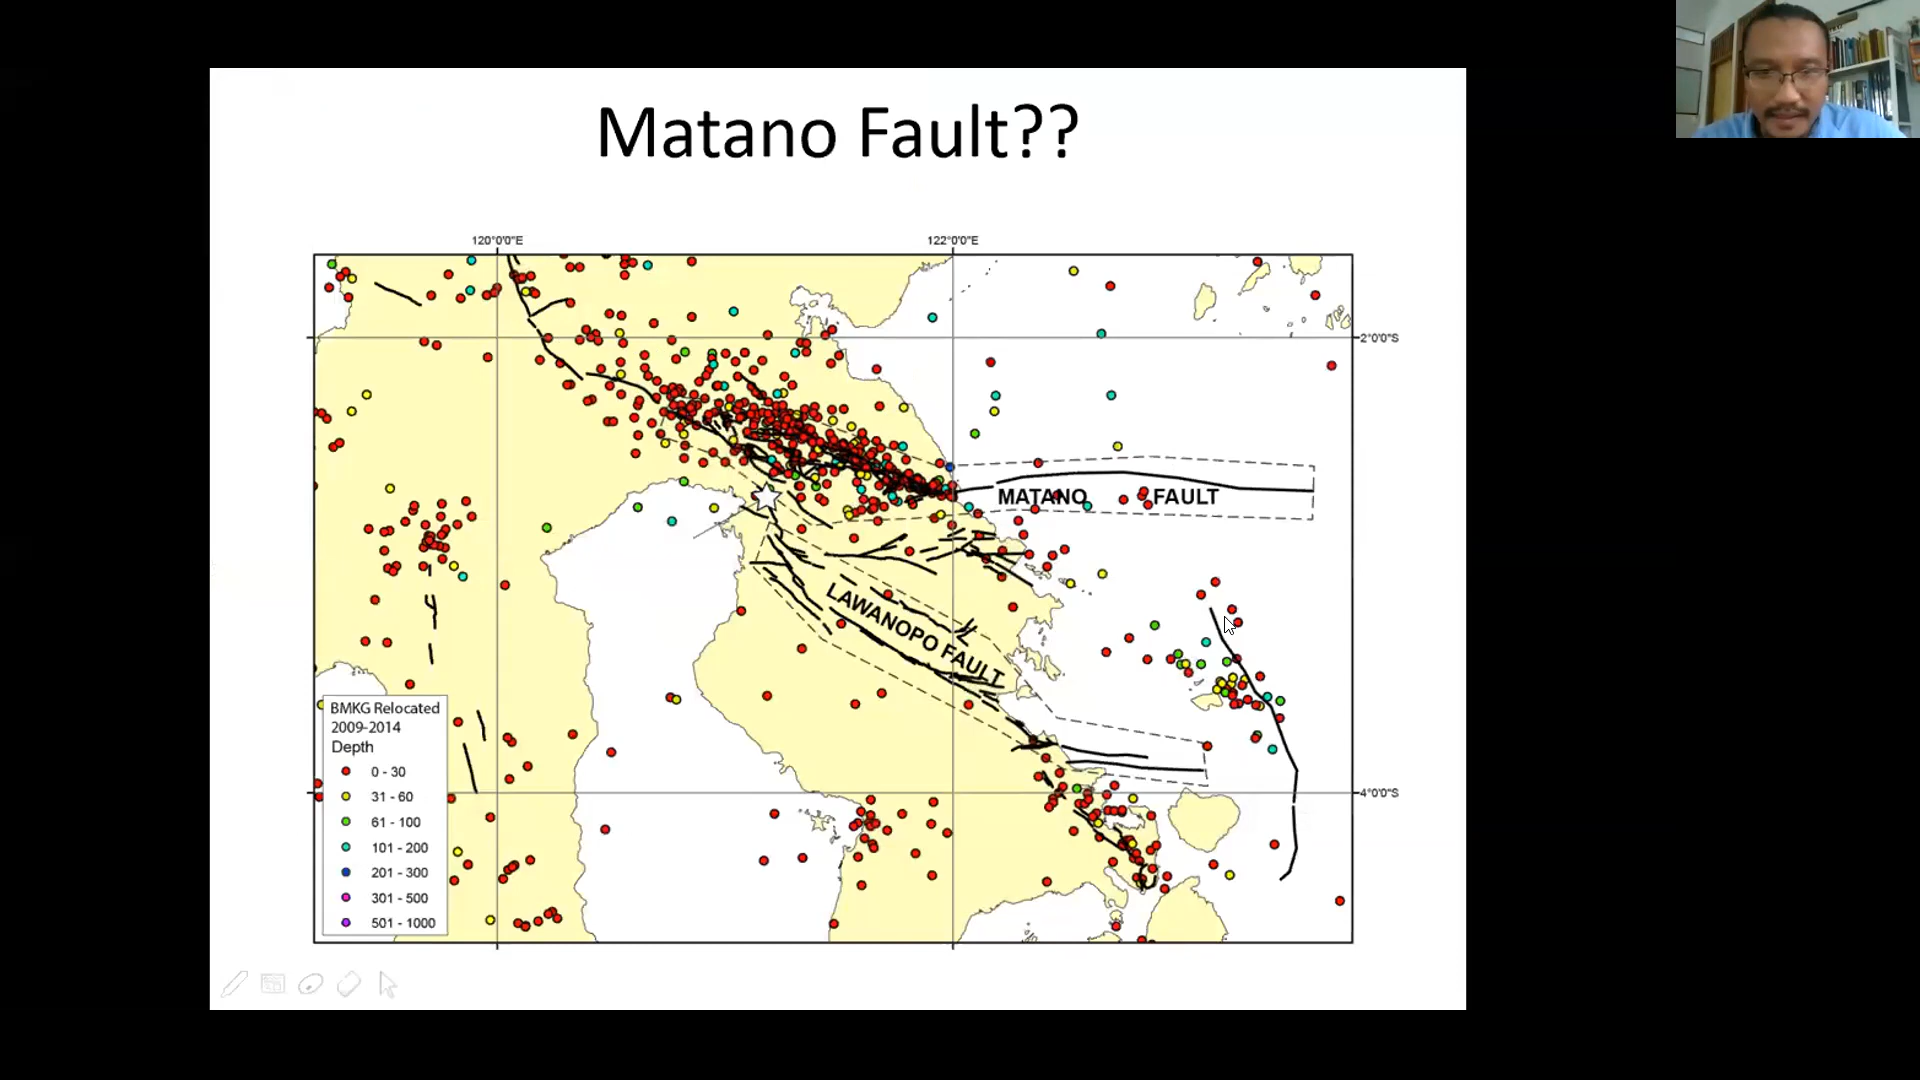 Matano Fault??
120°0'0"E
122°0'0"E
2°0'0"S
MATANO FAULT
LAWANOPO FAULT
4°0'0"S
BMKG Relocated
2009-2014
Depth
0 - 30
31 - 60
61 - 100
101 - 200
201 - 300
301 - 500
501 - 1000